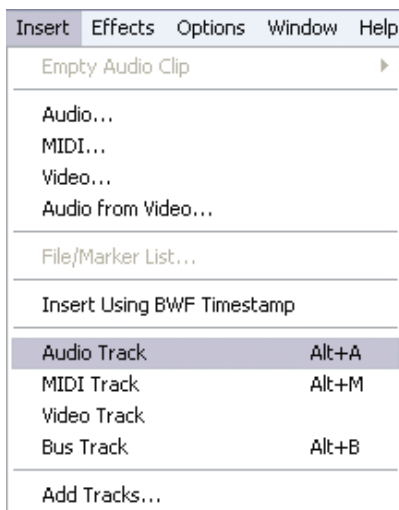 Insert Effects Options Window Help
Empty Audio Clip
Audio...
MIDI...
Video...
Audio from Video...
File/Marker List...
Insert Using BWF Timestamp
Audio Track Alt+A
MIDI Track Alt+M
Video Track
Bus Track Alt+B
Add Tracks...